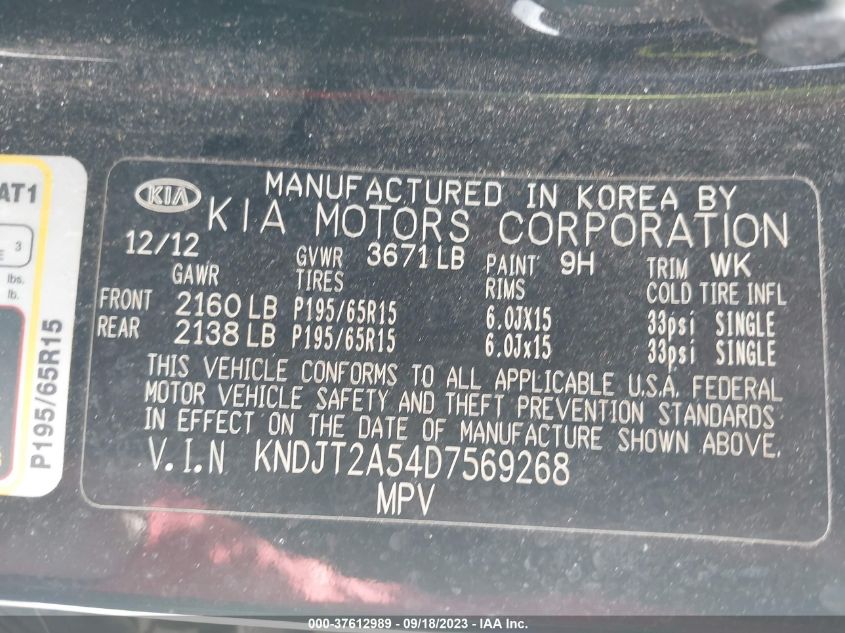 AT1
3
E
lbs.
lb.
P195/65R15
KIA
MANUFACTURED IN KOREA BY
KIA MOTORS CORPORATION
12/12 GVWR 3671LB PAINT 9H TRIM WK
GAWR TIRES RIMS COLD TIRE INFL
FRONT 2160 LB P195/65R15 6.0JX15 33psi SINGLE
REAR 2138 LB P195/65R15 6.0Jx15 33psi SINGLE
THIS VEHICLE CONFORMS TO ALL APPLICABLE U.S.A. FEDERAL
MOTOR VEHICLE SAFETY AND THEFT PREVENTION STANDARDS
IN EFFECT ON THE DATE OF MANUFACTURE SHOWN ABOVE.
V.I.N KNDJT2A54D7569268
MPV
000-37612989 - 09/18/2023 - IAA Inc.